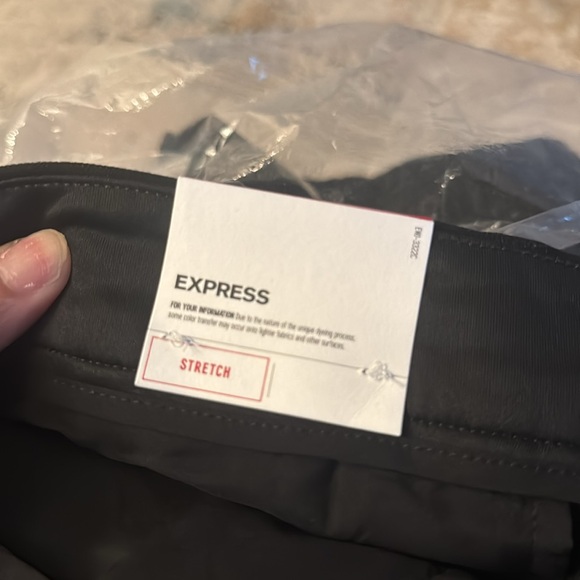 EXPRESS
FOR YOUR INFORMATION Due to the nature of the unique dyeing process,
some color transfer may occur onto lighter fabrics and other surfaces.
STRETCH